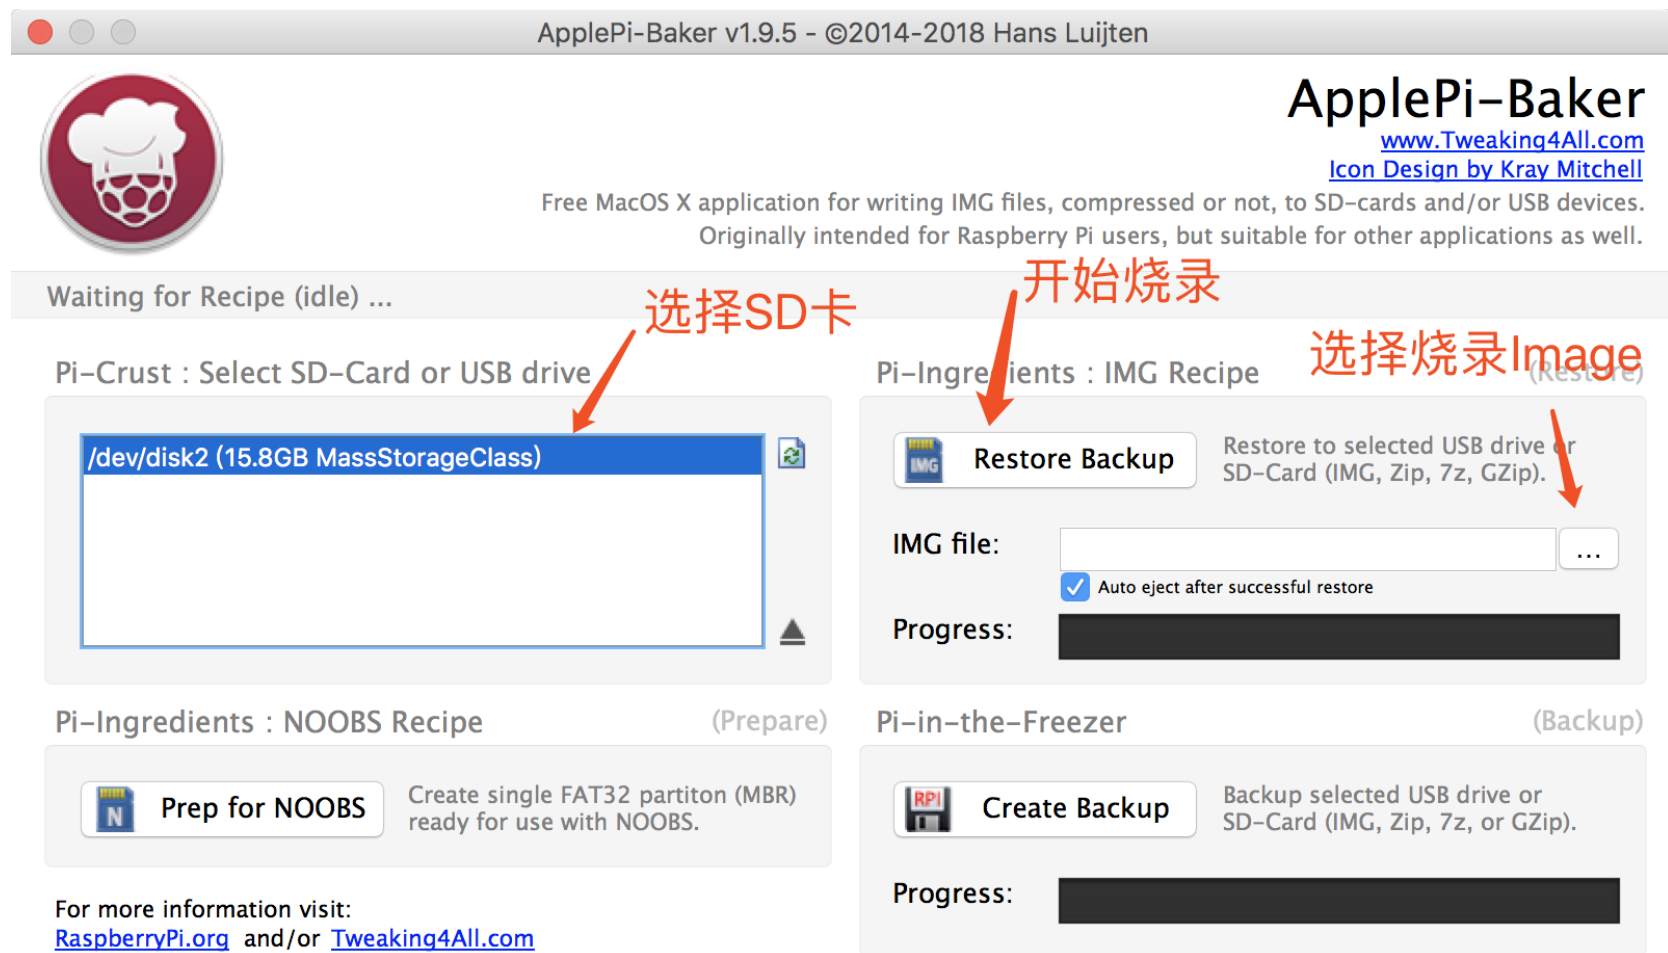 ApplePi-Baker v1.9.5 - ©2014-2018 Hans Luijten
ApplePi-Baker
www.Tweaking4All.com
Icon Design by Kray Mitchell
Free MacOS X application for writing IMG files, compressed or not, to SD-cards and/or USB devices.
Originally intended for Raspberry Pi users, but suitable for other applications as well.
Waiting for Recipe (idle) ...
选择SD卡
开始烧录
选择烧录Image
Pi-Crust : Select SD-Card or USB drive
/dev/disk2 (15.8GB MassStorageClass)
Pi-Ingredients : IMG Recipe
(Restore)
IMG
Restore Backup
Restore to selected USB drive or
SD-Card (IMG, Zip, 7z, GZip).
IMG file:
...
Auto eject after successful restore
Progress:
Pi-Ingredients : NOOBS Recipe
(Prepare)
N
Prep for NOOBS
Create single FAT32 partiton (MBR)
ready for use with NOOBS.
Pi-in-the-Freezer
(Backup)
RPI
Create Backup
Backup selected USB drive or
SD-Card (IMG, Zip, 7z, or GZip).
Progress:
For more information visit:
RaspberryPi.org and/or Tweaking4All.com